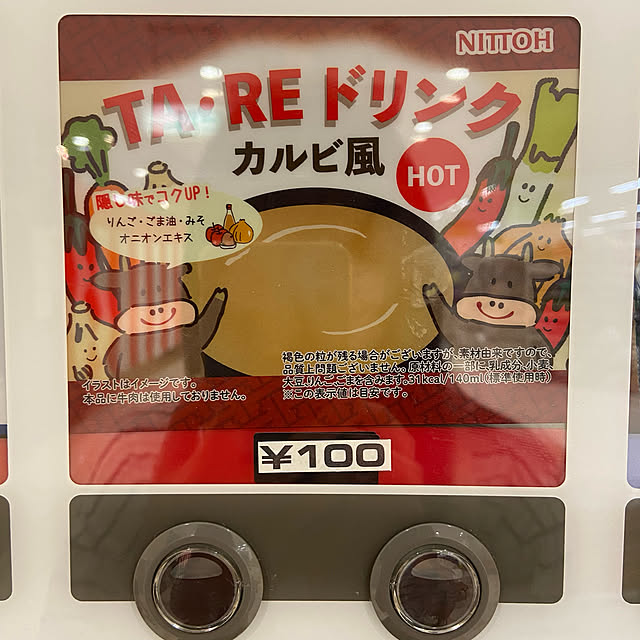 NITTOH
TA・REドリンク
カルビ風
HOT
隠し味でコクUP!
りんご・ごま油・みそ
オニオンエキス
褐色の粒が残る場合がございますが、素材由来ですので、
品質上問題ございません。原材料の一部に乳成分、小麦、
大豆、りんご、ごまを含みます。31kcal/140ml(標準使用時)
※この表示値は目安です。
イラストはイメージです。
本品に牛肉は使用しておりません。
¥100